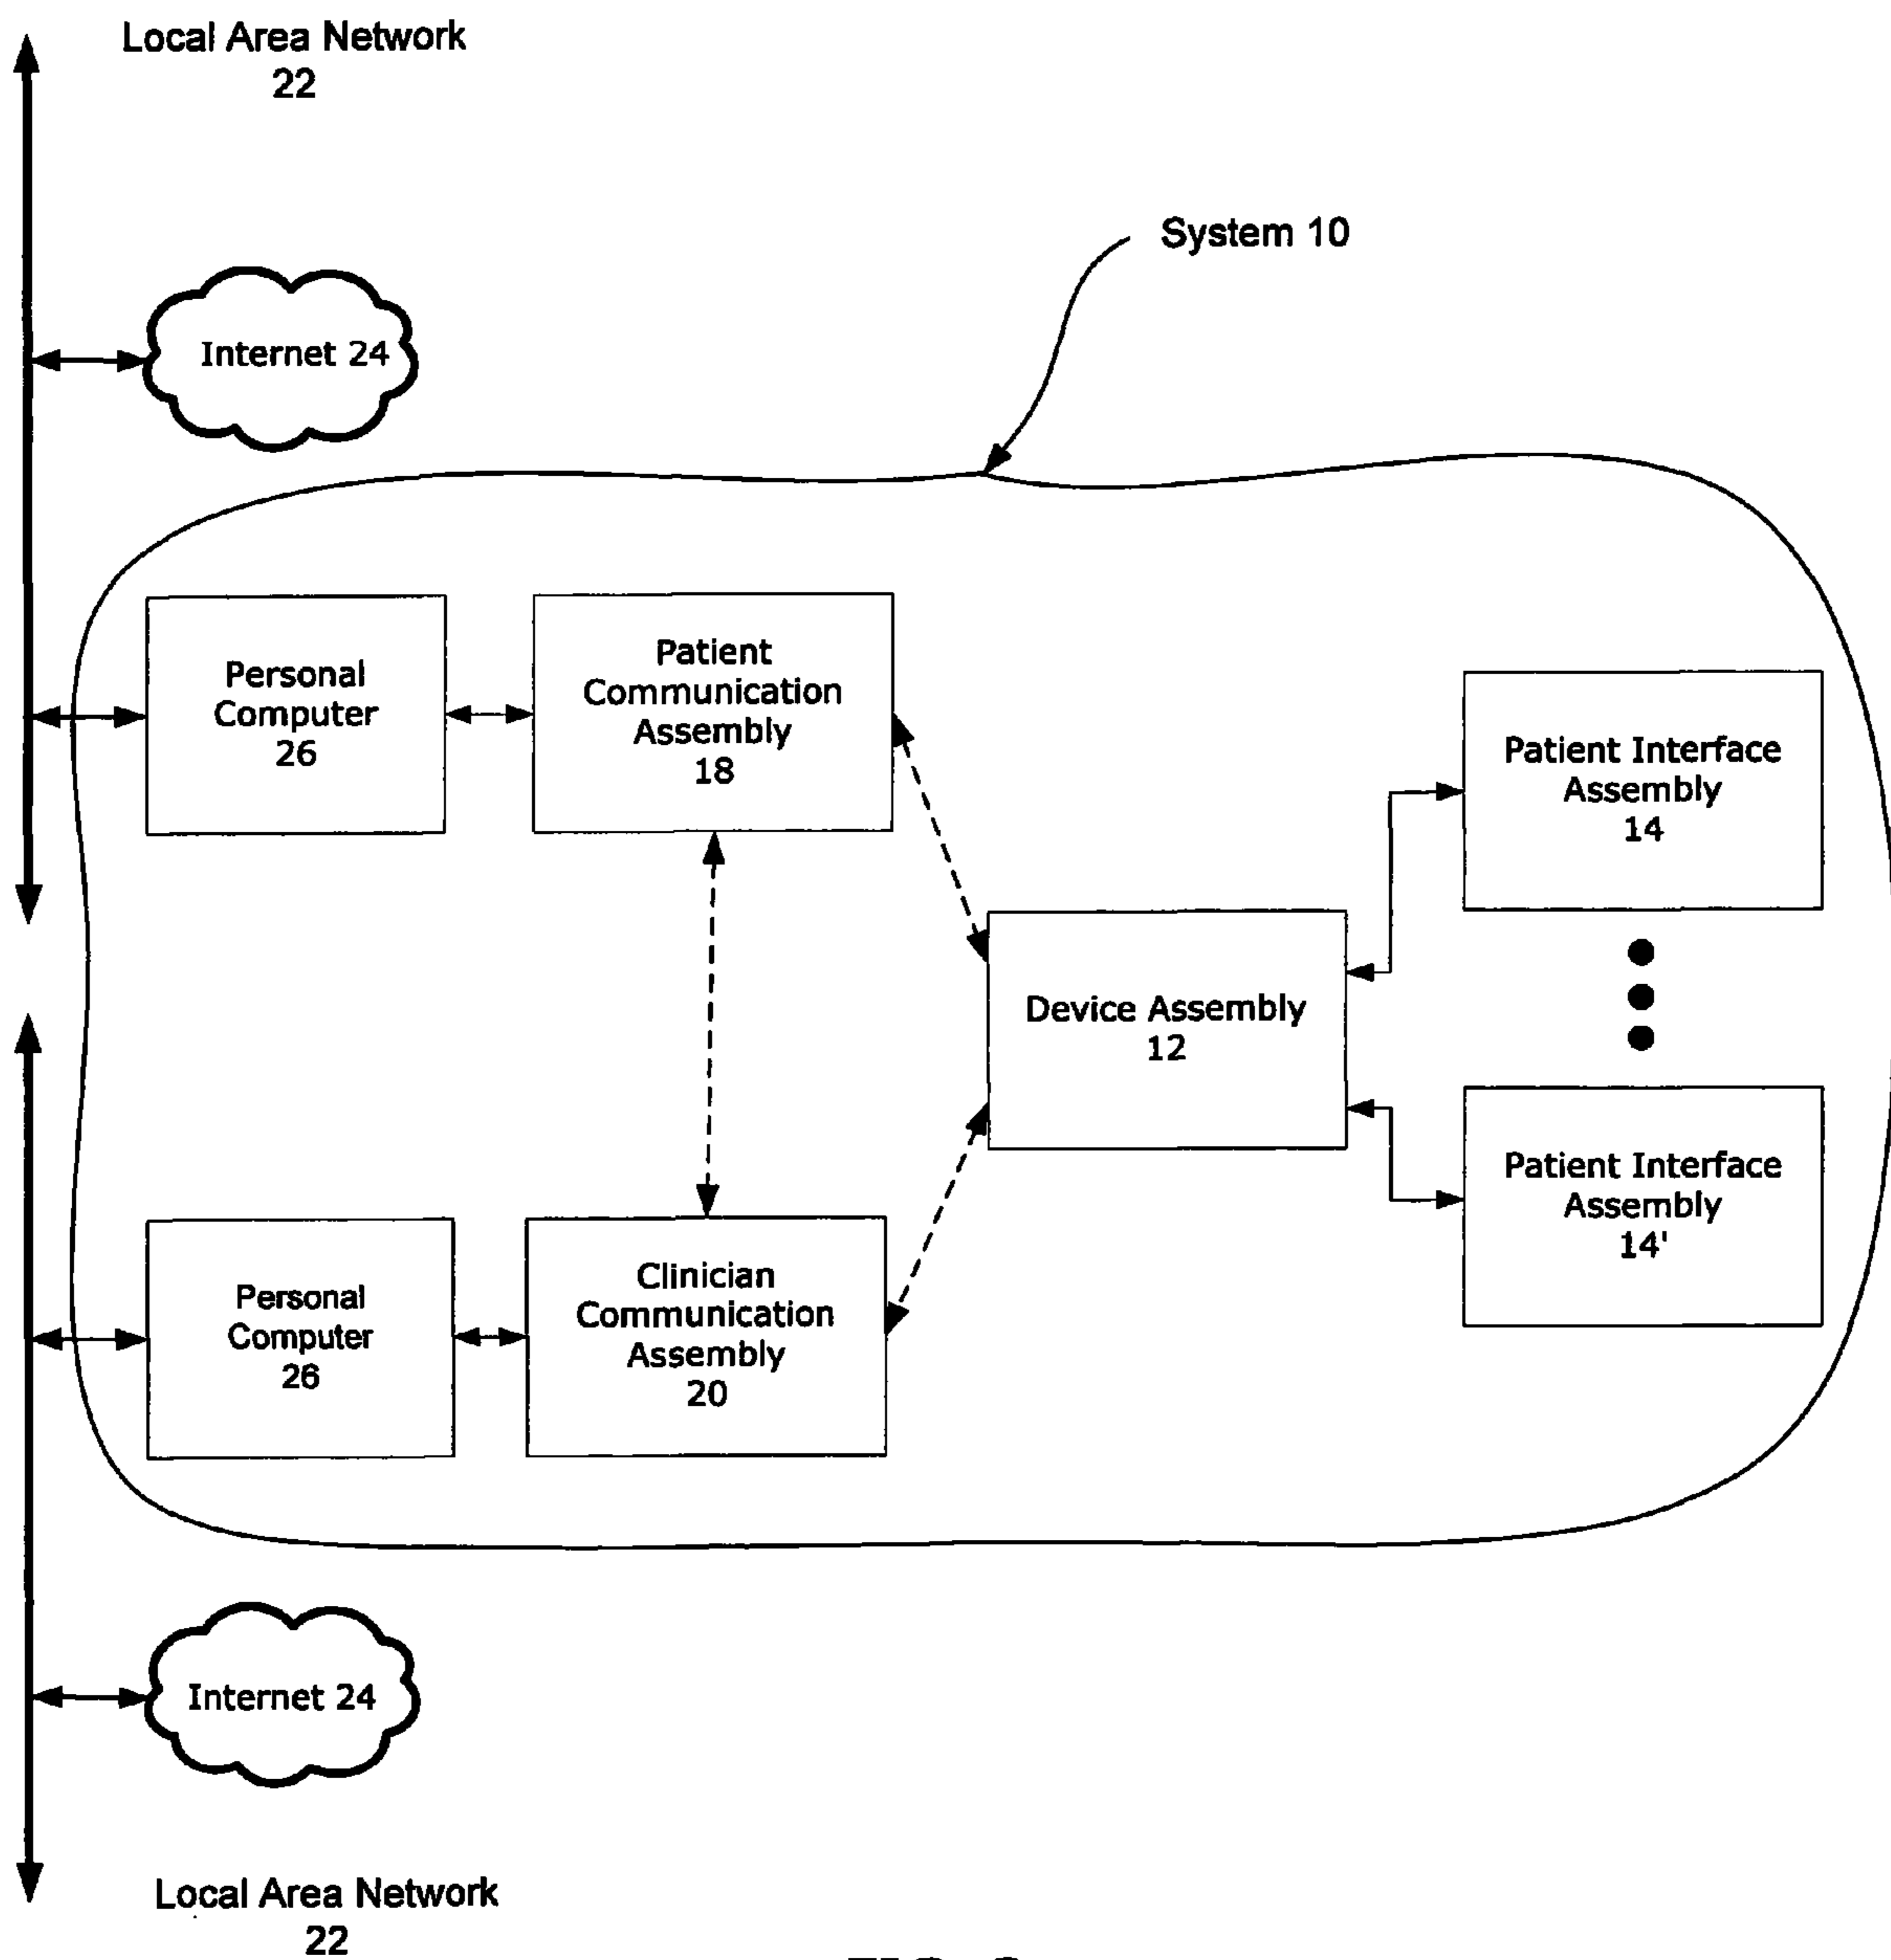 Local Area Network
22
System 10
Internet 24
Personal
Computer
26
Patient
Communication
Assembly
18
Patient Interface
Assembly
14
Device Assembly
12
Patient Interface
Assembly
14'
Personal
Computer
26
Clinician
Communication
Assembly
20
Internet 24
Local Area Network
22